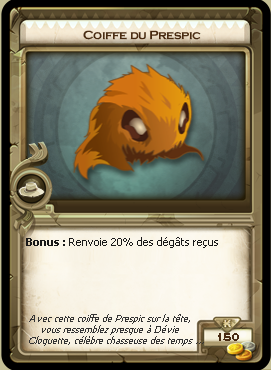 Coiffe du Prespic
Bonus : Renvoie 20% des dégâts reçus
Avec cette coiffe de Prespic sur la tête,
vous ressemblez presque à Dévie
Cloquette, célèbre chasseuse des temps ..
K
150